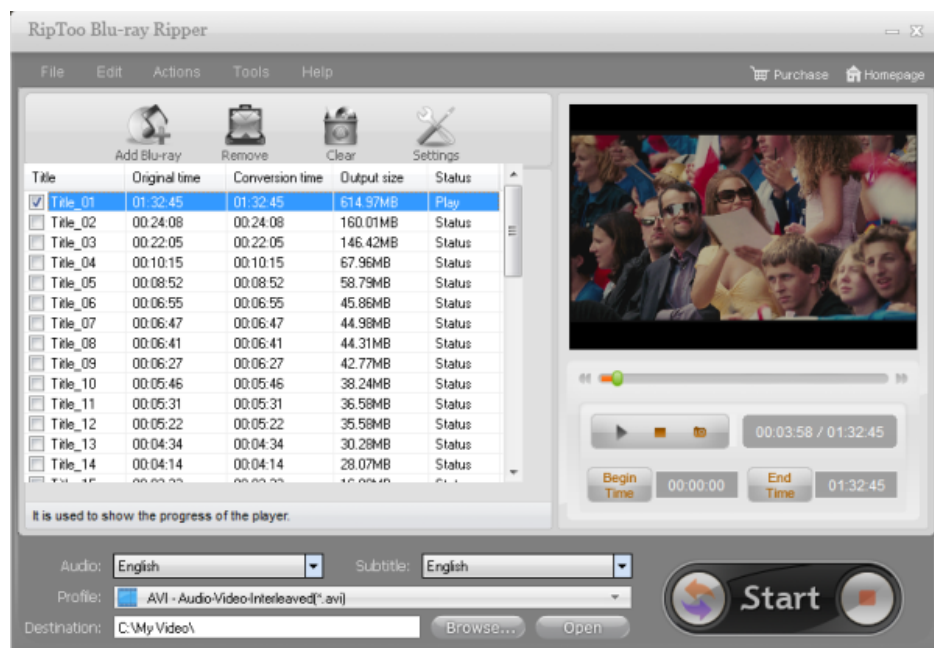 RipToo Blu-ray Ripper
File Edit Actions Tools Help
Purchase Homepage
Add Blu-ray Remove Clear Settings
Title Original time Conversion time Output size Status
Title_01 01:32:45 01:32:45 614.97MB Play
Title_02 00:24:08 00:24:08 160.01MB Status
Title_03 00:22:05 00:22:05 146.42MB Status
Title_04 00:10:15 00:10:15 67.96MB Status
Title_05 00:08:52 00:08:52 58.79MB Status
Title_06 00:06:55 00:06:55 45.86MB Status
Title_07 00:06:47 00:06:47 44.98MB Status
Title_08 00:06:41 00:06:41 44.31MB Status
Title_09 00:06:27 00:06:27 42.77MB Status
Title_10 00:05:46 00:05:46 38.24MB Status
Title_11 00:05:31 00:05:31 36.58MB Status
Title_12 00:05:22 00:05:22 35.58MB Status
Title_13 00:04:34 00:04:34 30.28MB Status
Title_14 00:04:14 00:04:14 28.07MB Status
It is used to show the progress of the player.
00:03:58 / 01:32:45
Begin Time 00:00:00 End Time 01:32:45
Audio: English Subtitle: English
Profile: AVI - Audio-Video-Interleaved(*.avi)
Destination: C:\My Video\ Browse... Open
Start